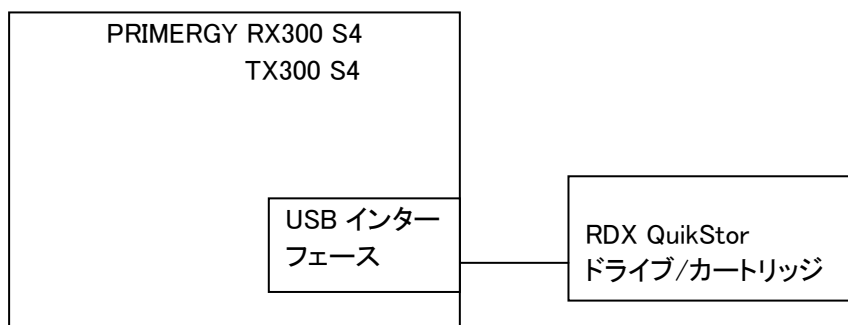 PRIMERGY RX300 S4
TX300 S4
USB インター
フェース
RDX QuikStor
ドライブ/カートリッジ